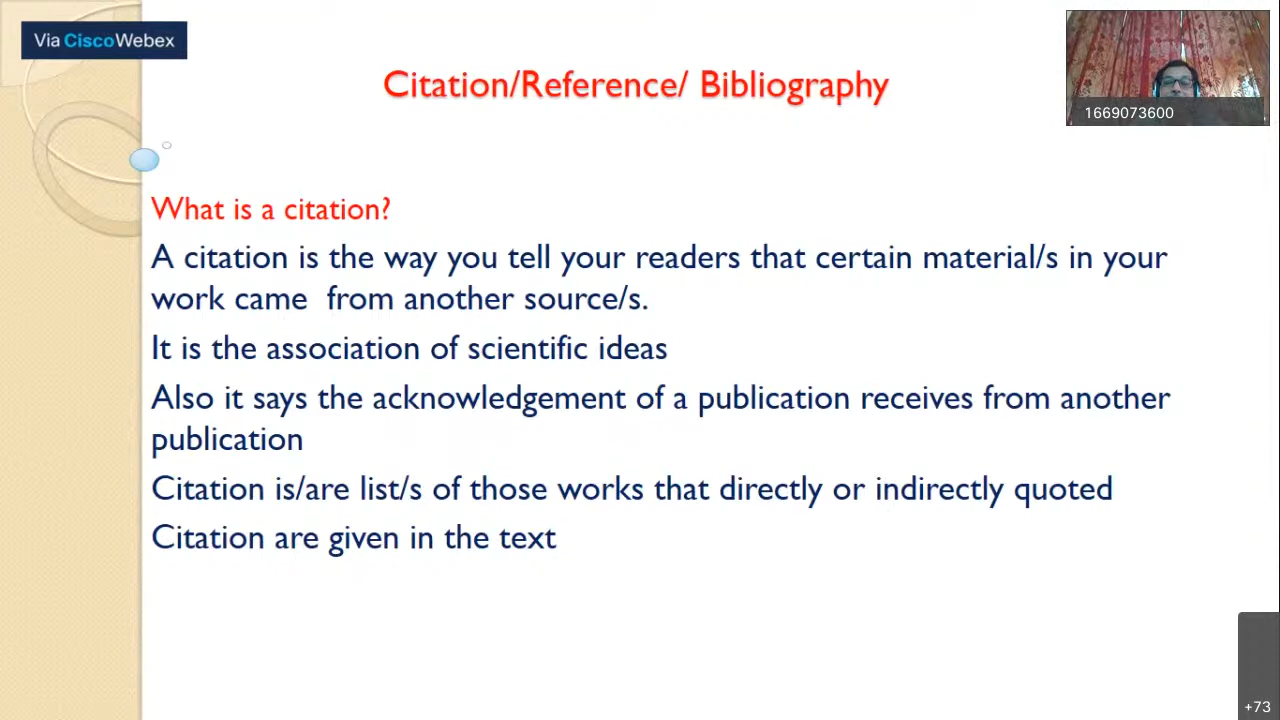 Via CiscoWebex
Citation/Reference/ Bibliography
1669073600
What is a citation?
A citation is the way you tell your readers that certain material/s in your
work came  from another source/s.
It is the association of scientific ideas
Also it says the acknowledgement of a publication receives from another
publication
Citation is/are list/s of those works that directly or indirectly quoted
Citation are given in the text
+73